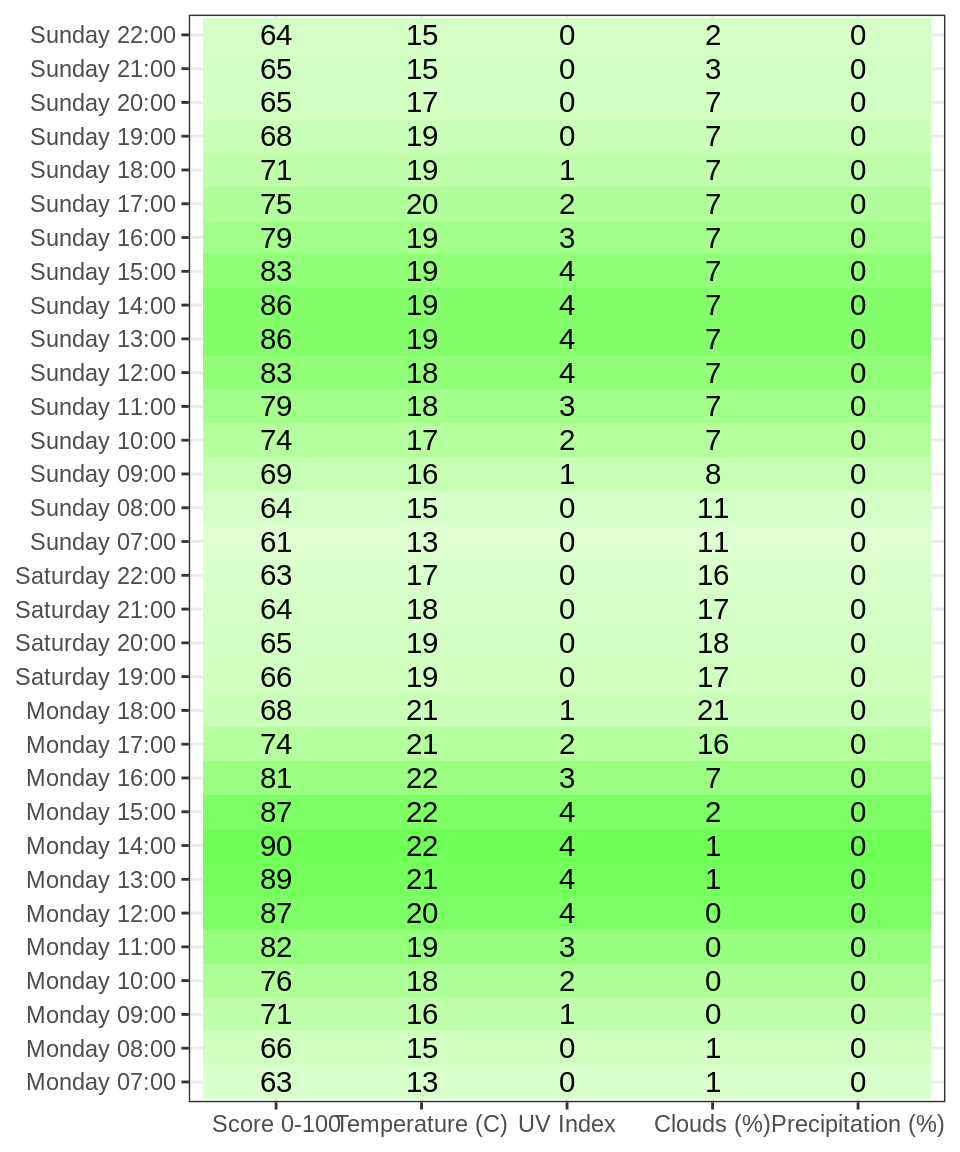 Sunday 22:00 64 15 0 2 0
Sunday 21:00 65 15 0 3 0
Sunday 20:00 65 17 0 7 0
Sunday 19:00 68 19 0 7 0
Sunday 18:00 71 19 1 7 0
Sunday 17:00 75 20 2 7 0
Sunday 16:00 79 19 3 7 0
Sunday 15:00 83 19 4 7 0
Sunday 14:00 86 19 4 7 0
Sunday 13:00 86 19 4 7 0
Sunday 12:00 83 18 4 7 0
Sunday 11:00 79 18 3 7 0
Sunday 10:00 74 17 2 7 0
Sunday 09:00 69 16 1 8 0
Sunday 08:00 64 15 0 11 0
Sunday 07:00 61 13 0 11 0
Saturday 22:00 63 17 0 16 0
Saturday 21:00 64 18 0 17 0
Saturday 20:00 65 19 0 18 0
Saturday 19:00 66 19 0 17 0
Monday 18:00 68 21 1 21 0
Monday 17:00 74 21 2 16 0
Monday 16:00 81 22 3 7 0
Monday 15:00 87 22 4 2 0
Monday 14:00 90 22 4 1 0
Monday 13:00 89 21 4 1 0
Monday 12:00 87 20 4 0 0
Monday 11:00 82 19 3 0 0
Monday 10:00 76 18 2 0 0
Monday 09:00 71 16 1 0 0
Monday 08:00 66 15 0 1 0
Monday 07:00 63 13 0 1 0
Score 0-100 Temperature (C) UV Index Clouds (%) Precipitation (%)